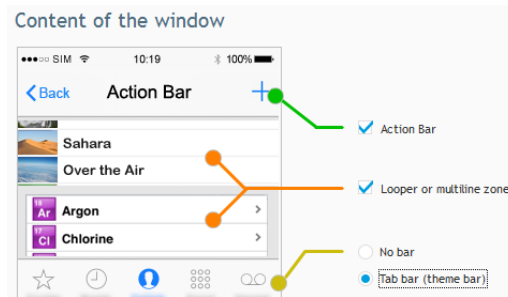 Content of the window
SIM 10:19 100%
Back Action Bar
Action Bar
Sahara
Over the Air
Looper or multiline zone
18
Ar Argon
17
Cl Chlorine
No bar
Tab bar (theme bar)